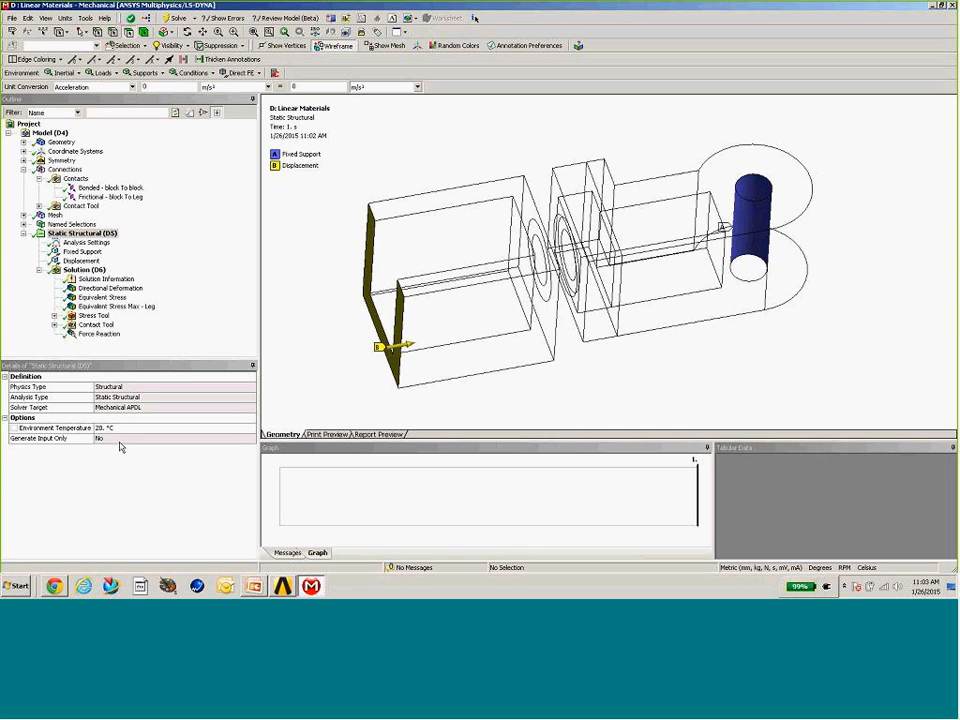 D : Linear Materials - Mechanical [ANSYS Multiphysics/LS-DYNA]
File Edit View Units Tools Help Solve ?/Show Errors ?/Review Model (Beta) Worksheet
Selection Visibility Suppression Show Vertices Wireframe Show Mesh Random Colors Annotation Preferences
Edge Coloring Thicken Annotations
Environment Inertial Loads Supports Conditions Direct FE
Unit Conversion Acceleration 0 = 0
Outline
Filter: Name
Project
Model (D4)
Geometry
Coordinate Systems
Symmetry
Connections
Contacts
Bonded - block To block
Frictional - block To Leg
Contact Tool
Mesh
Named Selections
Static Structural (D5)
Analysis Settings
Fixed Support
Displacement
Solution (D6)
Solution Information
Directional Deformation
Equivalent Stress
Equivalent Stress Max - Leg
Stress Tool
Contact Tool
Force Reaction
Details of "Static Structural (D5)"
Definition
Physics Type Structural
Analysis Type Static Structural
Solver Target Mechanical APDL
Options
Environment Temperature 20. °C
Generate Input Only No
D: Linear Materials
Static Structural
Time: 1. s
1/26/2015 11:02 AM
A Fixed Support
B Displacement
A
B
Geometry Print Preview Report Preview
Graph
1.
Messages Graph
Tabular Data
No Messages No Selection Metric (mm, kg, N, s, mV, mA) Degrees RPM Celsius
Start 99% 11:03 AM
1/26/2015